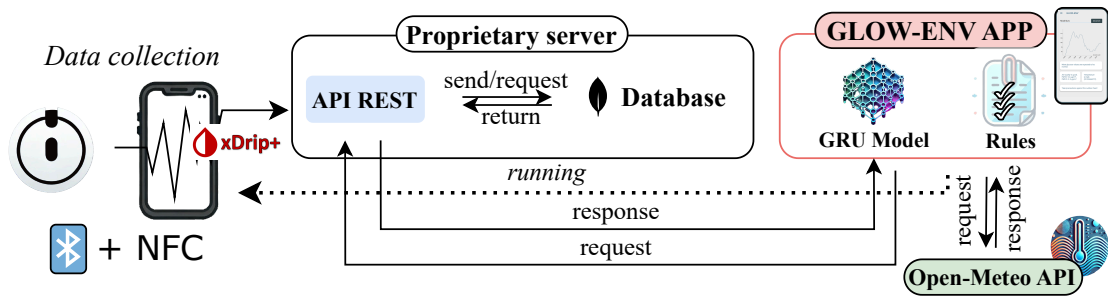 Data collection
xDrip+
+ NFC
Proprietary server
API REST
send/request
return
Database
GLOW-ENV APP
GRU Model
Rules
running
response
request
request
response
Open-Meteo API